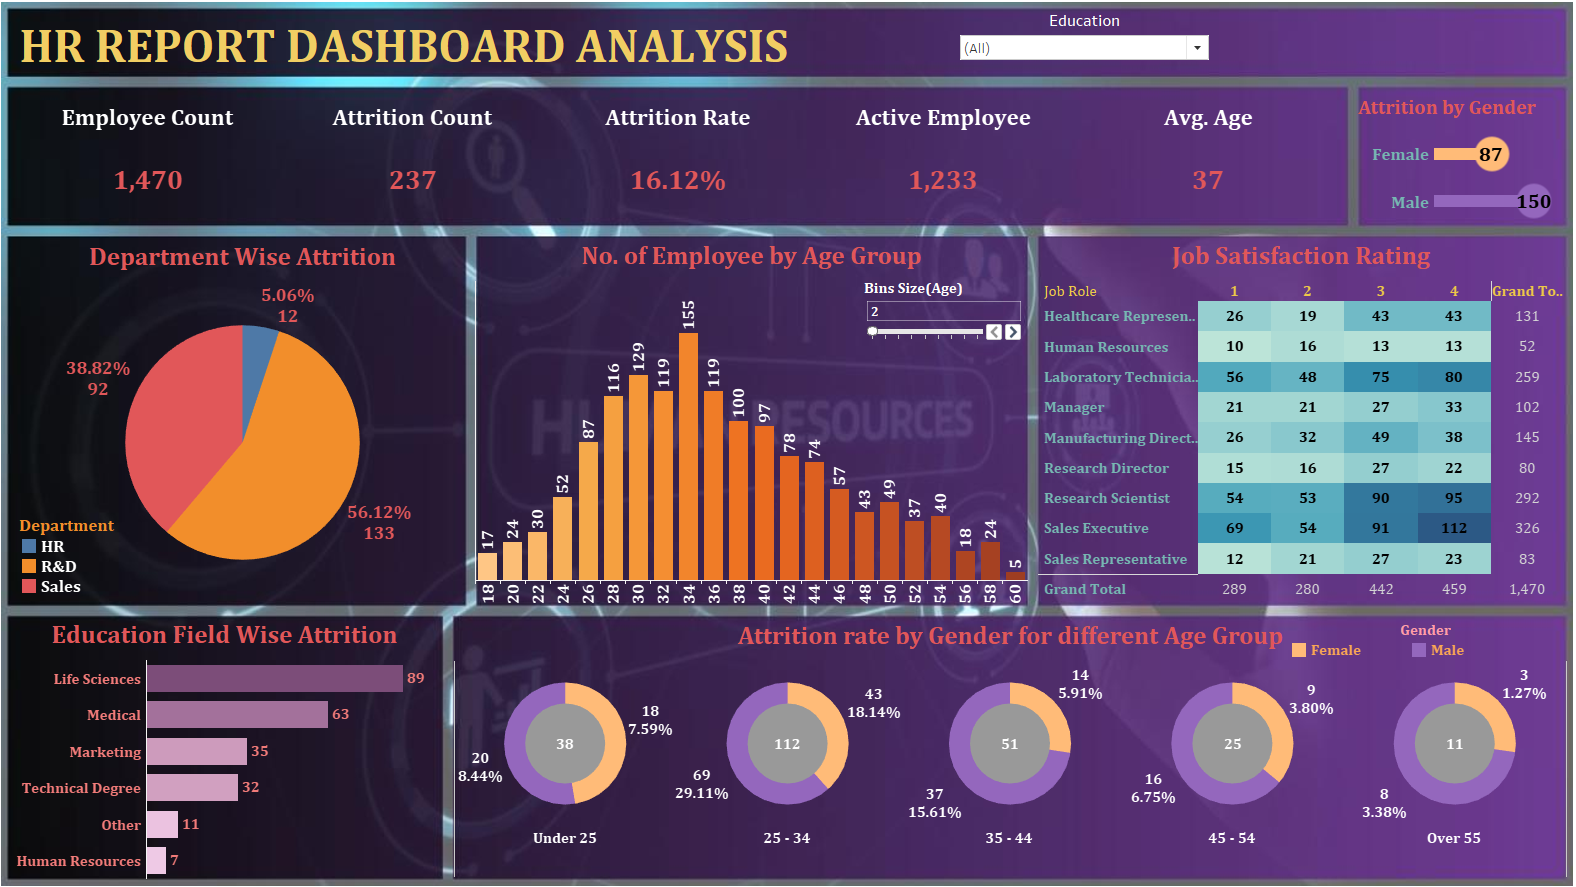 HR REPORT DASHBOARD ANALYSIS
Education
(All)
Employee Count
Attrition Count
Attrition Rate
Active Employee
Avg. Age
1,470
237
16.12%
1,233
37
Attrition by Gender
Female 87
Male 150
Department Wise Attrition
5.06%
12
38.82%
92
56.12%
133
Department
HR
R&D
Sales
No. of Employee by Age Group
Bins Size(Age)
2
17 24 30 52 87 116 129 119 155 119 100 97 78 74 57 43 49 37 40 18 24 5
18 20 22 24 26 28 30 32 34 36 38 40 42 44 46 48 50 52 54 56 58 60
HUMAN RESOURCES
Job Satisfaction Rating
Job Role 1 2 3 4 Grand To..
Healthcare Represen.. 26 19 43 43 131
Human Resources 10 16 13 13 52
Laboratory Technicia.. 56 48 75 80 259
Manager 21 21 27 33 102
Manufacturing Direct.. 26 32 49 38 145
Research Director 15 16 27 22 80
Research Scientist 54 53 90 95 292
Sales Executive 69 54 91 112 326
Sales Representative 12 21 27 23 83
Grand Total 289 280 442 459 1,470
Education Field Wise Attrition
Life Sciences 89
Medical 63
Marketing 35
Technical Degree 32
Other 11
Human Resources 7
Attrition rate by Gender for different Age Group
Gender
Female
Male
18
7.59%
38
20
8.44%
Under 25
43
18.14%
112
69
29.11%
25 - 34
14
5.91%
51
37
15.61%
35 - 44
9
3.80%
25
16
6.75%
45 - 54
3
1.27%
11
8
3.38%
Over 55